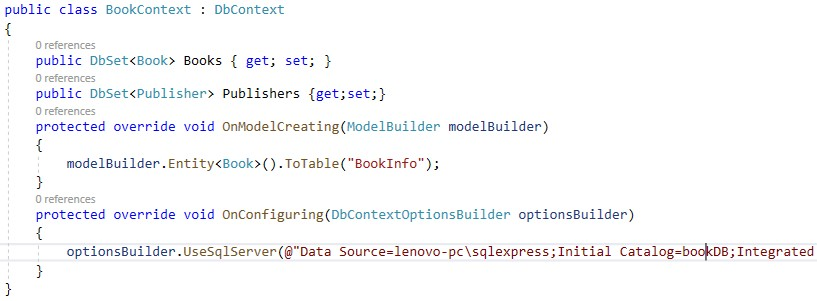 public class BookContext : DbContext
{
0 references
public DbSet<Book> Books { get; set; }
0 references
public DbSet<Publisher> Publishers {get;set;}
0 references
protected override void OnModelCreating(ModelBuilder modelBuilder)
{
modelBuilder.Entity<Book>().ToTable("BookInfo");
}
0 references
protected override void OnConfiguring(DbContextOptionsBuilder optionsBuilder)
{
optionsBuilder.UseSqlServer(@"Data Source=lenovo-pc\sqlexpress;Initial Catalog=bookDB;Integrated
}
}